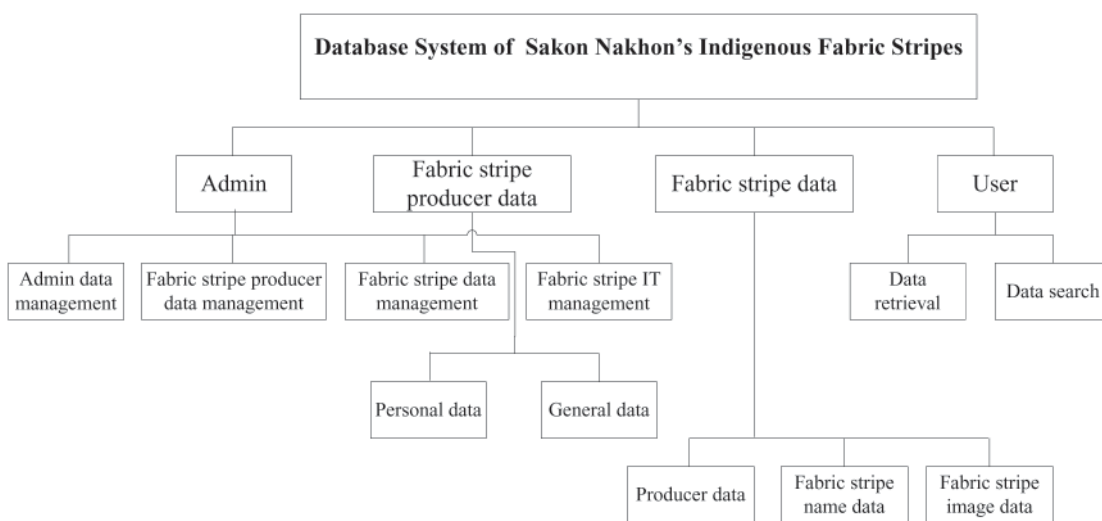 Database System of Sakon Nakhon's Indigenous Fabric Stripes
Admin
Fabric stripe
producer data
Fabric stripe data
User
Admin data
management
Fabric stripe producer
data management
Fabric stripe data
management
Fabric stripe IT
management
Data
retrieval
Data search
Personal data
General data
Producer data
Fabric stripe
name data
Fabric stripe
image data